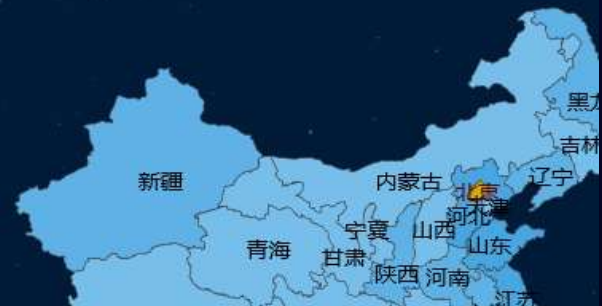 黑龙
吉林
新疆
内蒙古
北京
辽宁
天津
河北
宁夏
山西
山东
青海
甘肃
陕西
河南
江苏